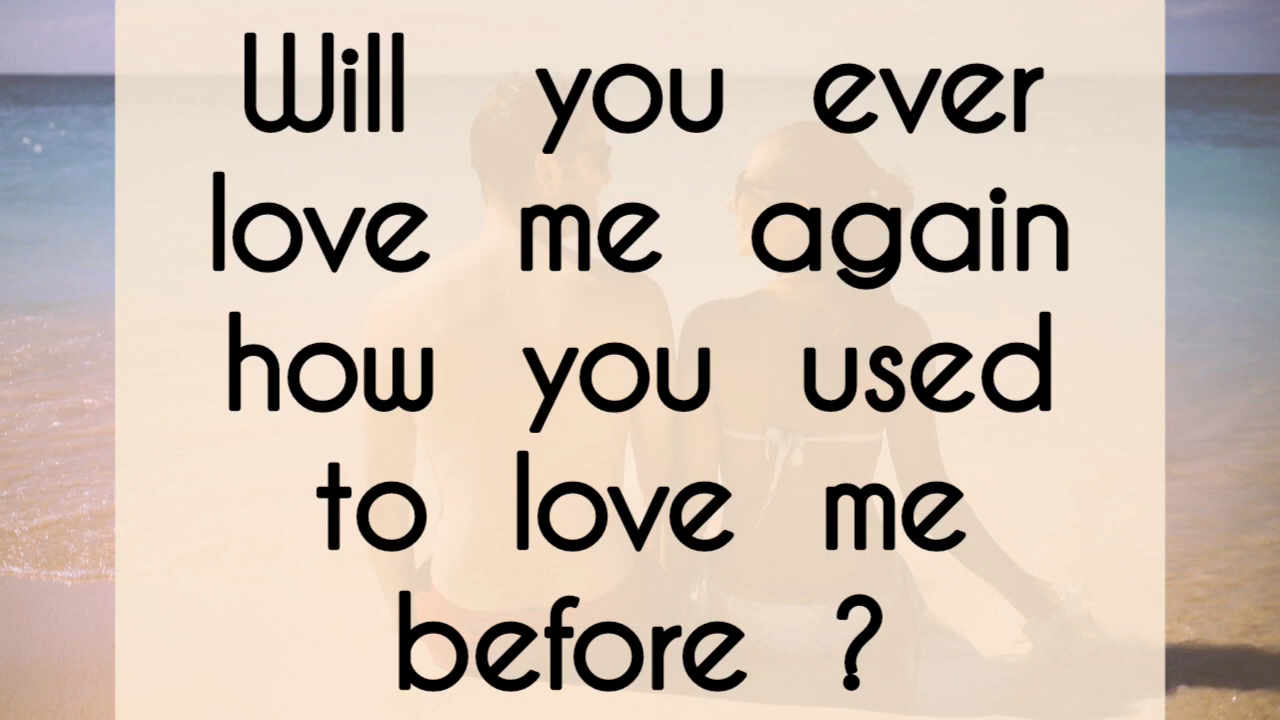 Will you ever
love me again
how you used
to love me
before ?